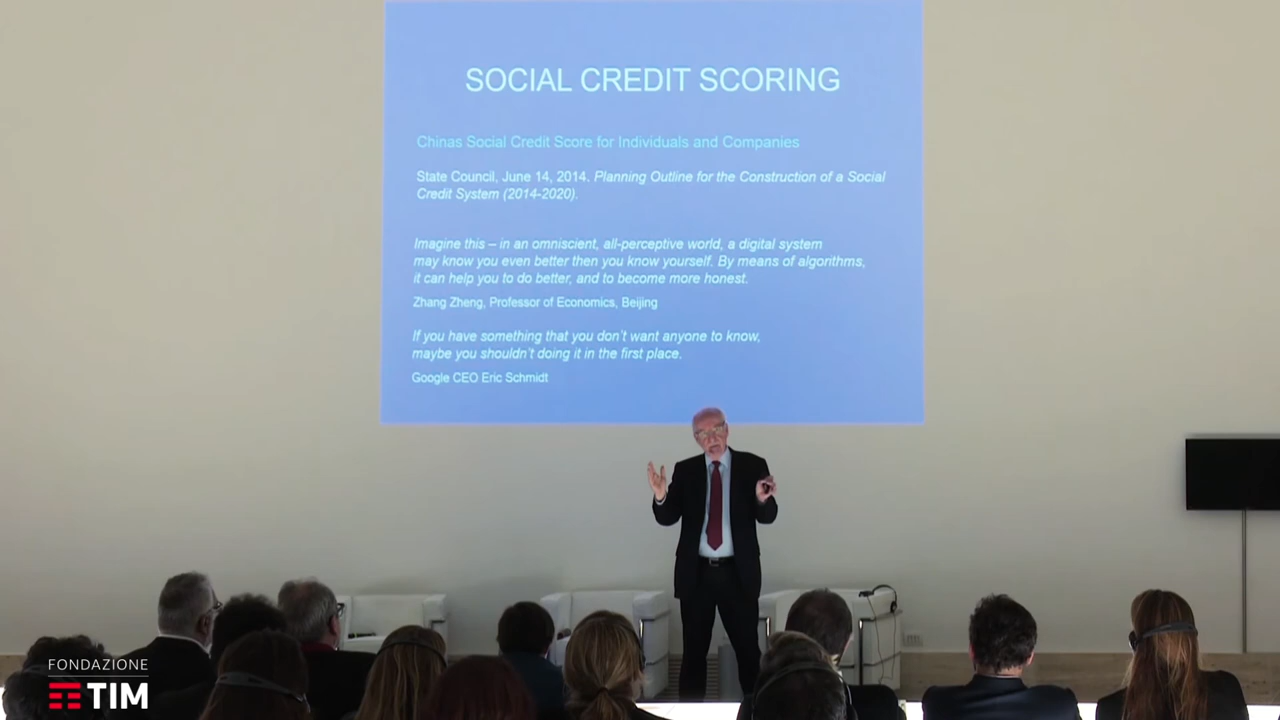 SOCIAL CREDIT SCORING
Chinas Social Credit Score for Individuals and Companies
State Council, June 14, 2014. Planning Outline for the Construction of a Social
Credit System (2014-2020).
Imagine this – in an omniscient, all-perceptive world, a digital system
may know you even better then you know yourself. By means of algorithms,
it can help you to do better, and to become more honest.
Zhang Zheng, Professor of Economics, Beijing
If you have something that you don't want anyone to know,
maybe you shouldn't doing it in the first place.
Google CEO Eric Schmidt
FONDAZIONE
TIM